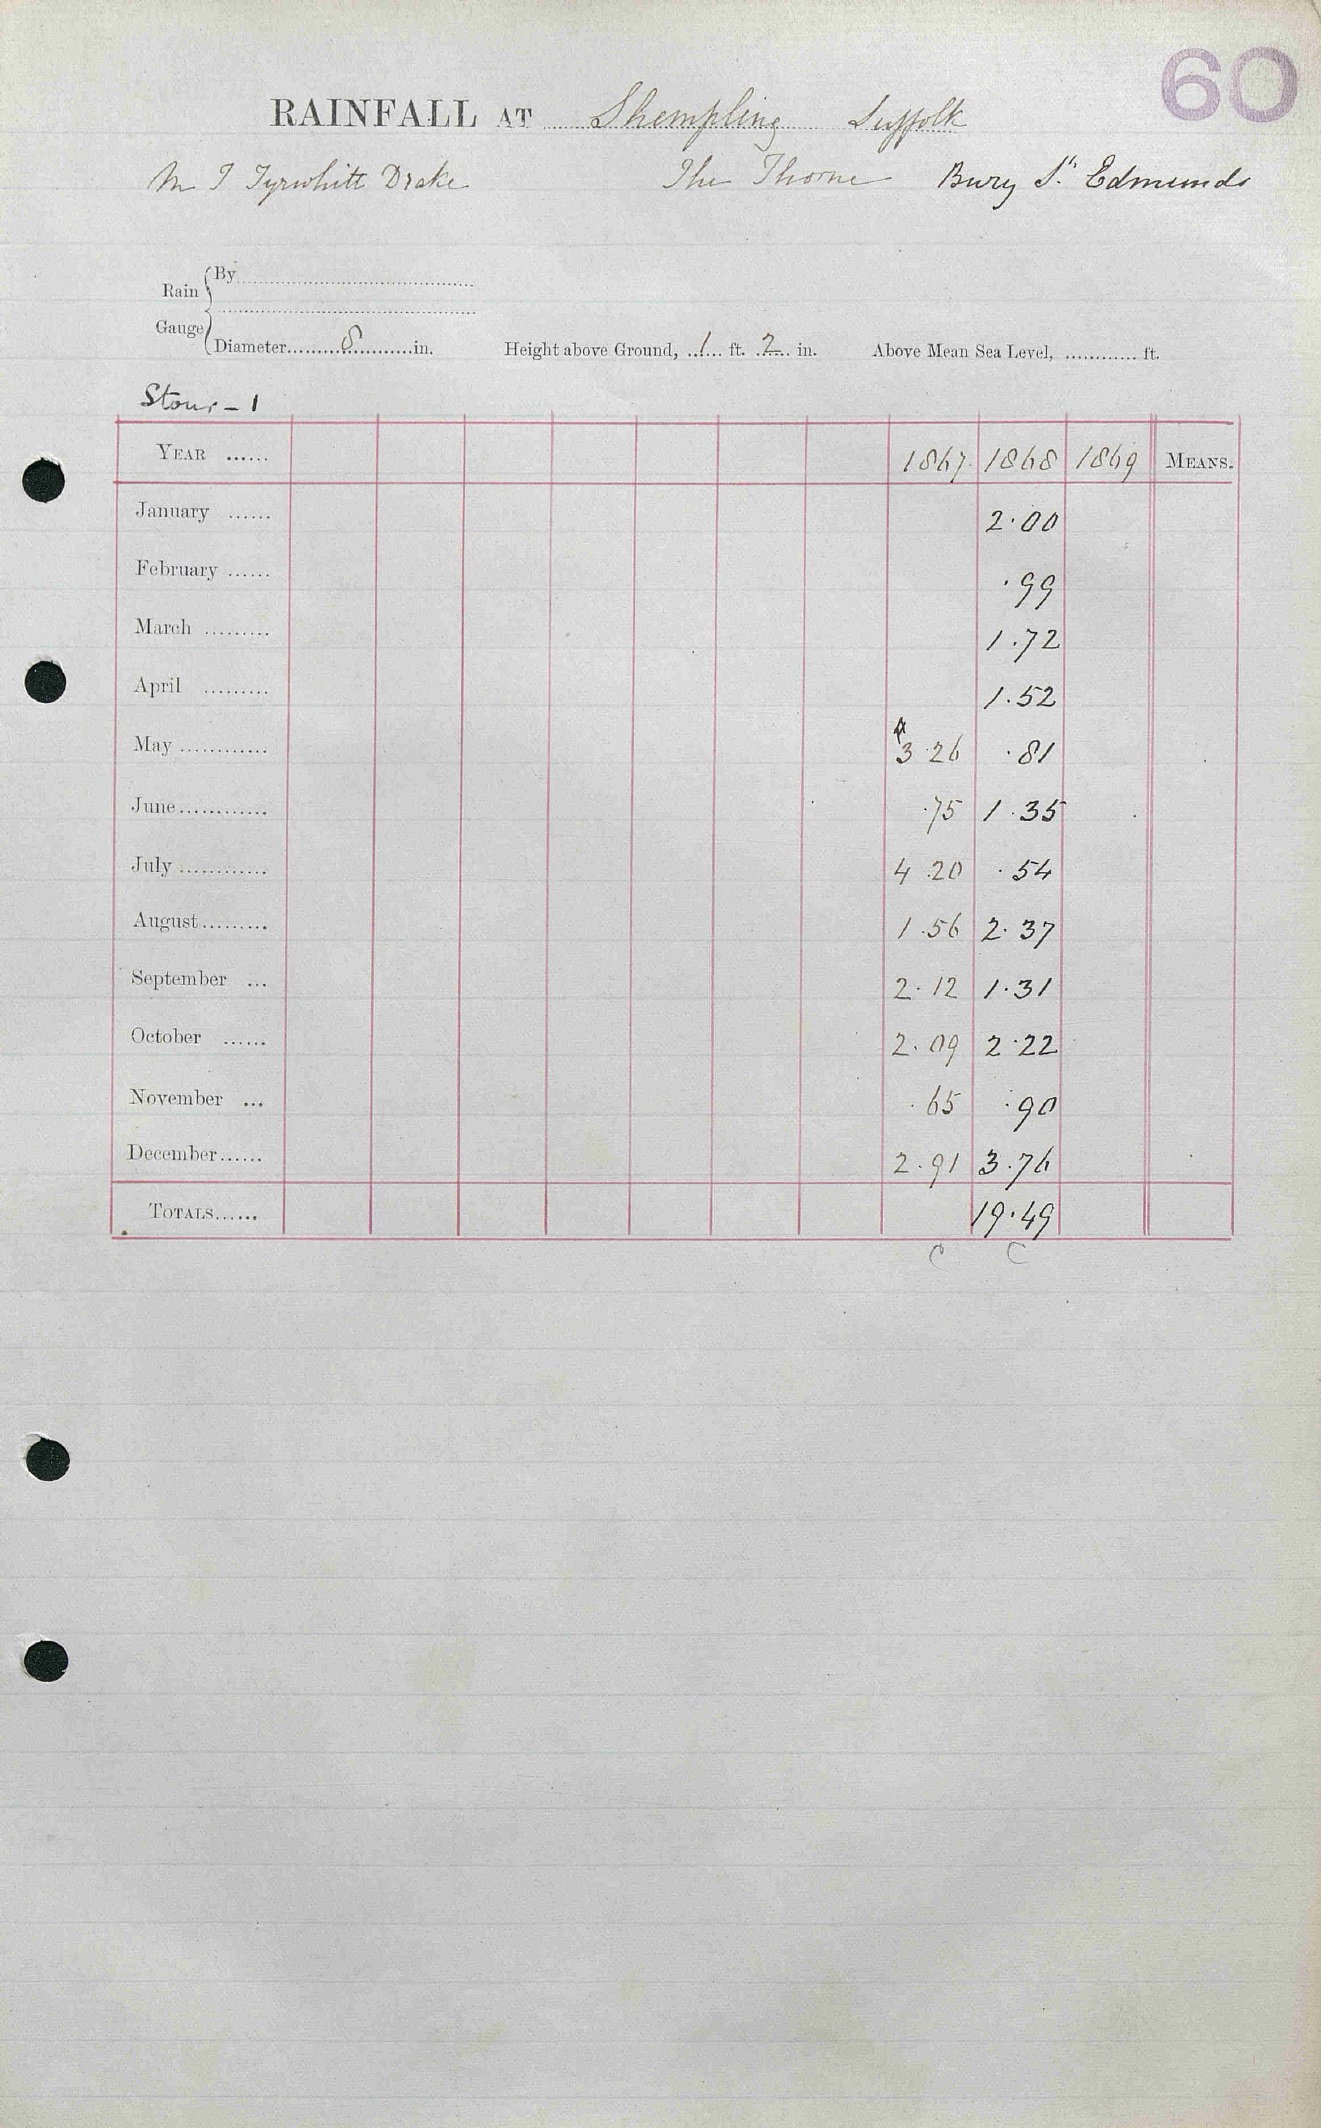 60
RAINFALL AT Shempling Suffolk
M T Tyrwhitt Drake The Thorne Bury St. Edmunds
Rain Gauge { By
Diameter 8 in. Height above Ground, 1 ft. 2 in. Above Mean Sea Level, ............ ft.
Stour - 1
YEAR ...... 1867 1868 1869 MEANS.
January ...... 2.00
February ...... .99
March ......... 1.72
April ......... 1.52
May ............ 3.26 .81
June ............ .75 1.35
July ............ 4.20 .54
August ......... 1.56 2.37
September ... 2.12 1.31
October ...... 2.09 2.22
November ... .65 .90
December ...... 2.91 3.76
TOTALS ...... 19.49
C C